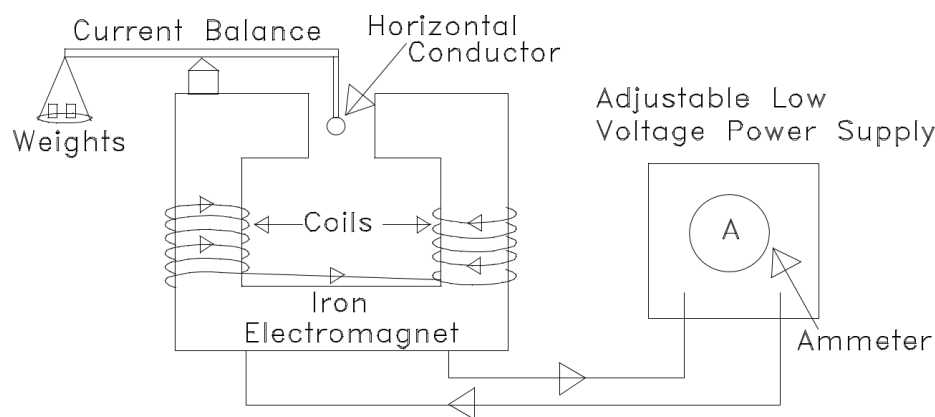 Current Balance
Horizontal
Conductor
Weights
Adjustable Low
Voltage Power Supply
Coils
A
Iron
Electromagnet
Ammeter